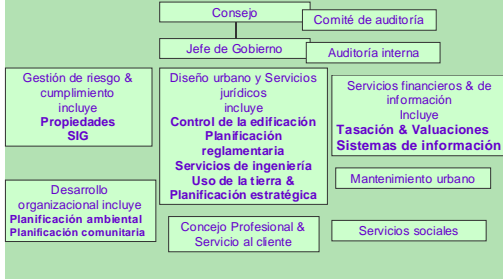 Consejo
Comité de auditoría
Jefe de Gobierno
Auditoría interna
Gestión de riesgo &
cumplimiento
incluye
Propiedades
SIG
Diseño urbano y Servicios
jurídicos
incluye
Control de la edificación
Planificación
reglamentaria
Servicios de ingeniería
Uso de la tierra &
Planificación estratégica
Servicios financieros & de
información
Incluye
Tasación & Valuaciones
Sistemas de información
Desarrollo
organizacional incluye
Planificación ambiental
Planificación comunitaria
Mantenimiento urbano
Concejo Profesional &
Servicio al cliente
Servicios sociales